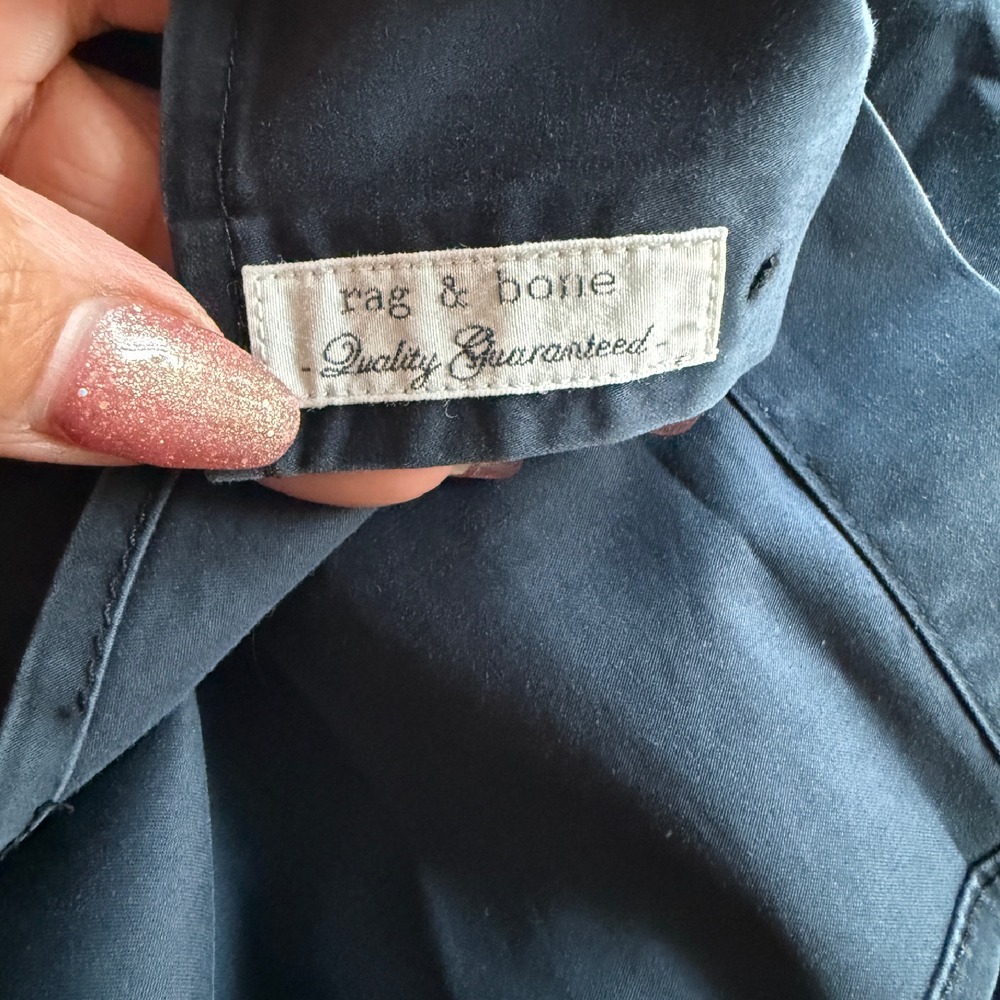 rag & bone
- Quality Guaranteed -